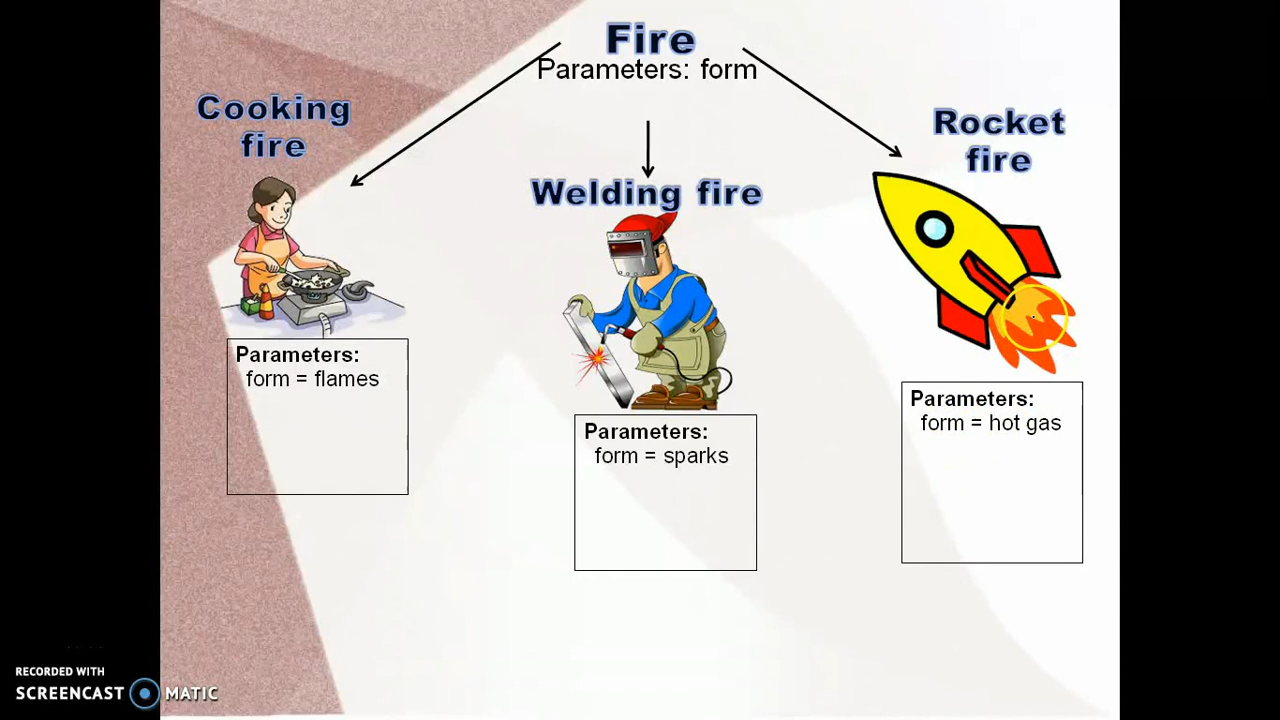 Fire
Parameters: form
Cooking
fire
Rocket
fire
Welding fire
Parameters:
form = flames
Parameters:
form = sparks
Parameters:
form = hot gas
RECORDED WITH
SCREENCAST MATIC